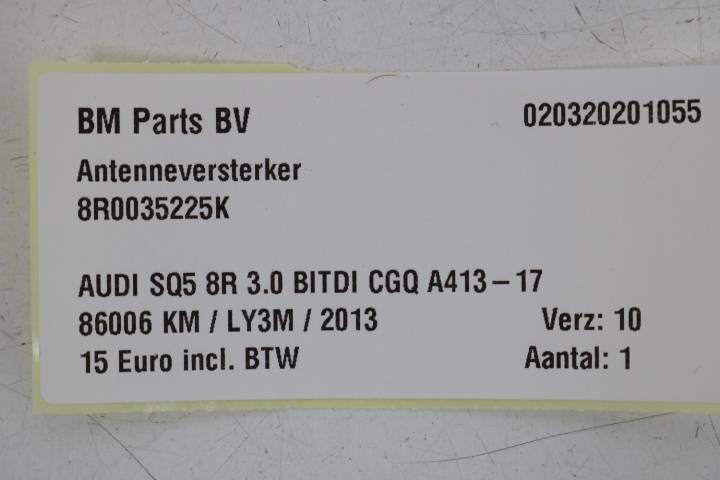 BM Parts BV 020320201055
Antenneversterker
8R0035225K
AUDI SQ5 8R 3.0 BITDI CGQ A413-17
86006 KM / LY3M / 2013 Verz: 10
15 Euro incl. BTW Aantal: 1